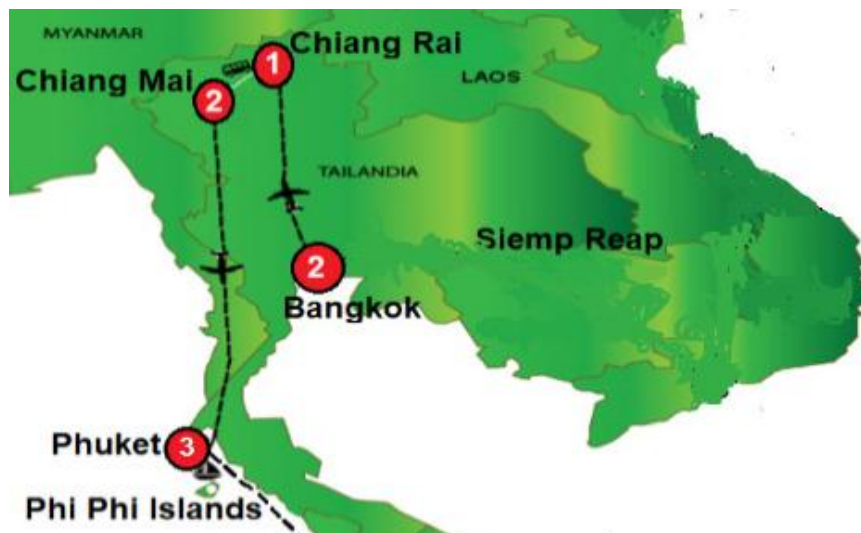 MYANMAR
Chiang Rai
1
Chiang Mai
2
LAOS
TAILANDIA
Siemp Reap
2
Bangkok
Phuket
3
Phi Phi Islands